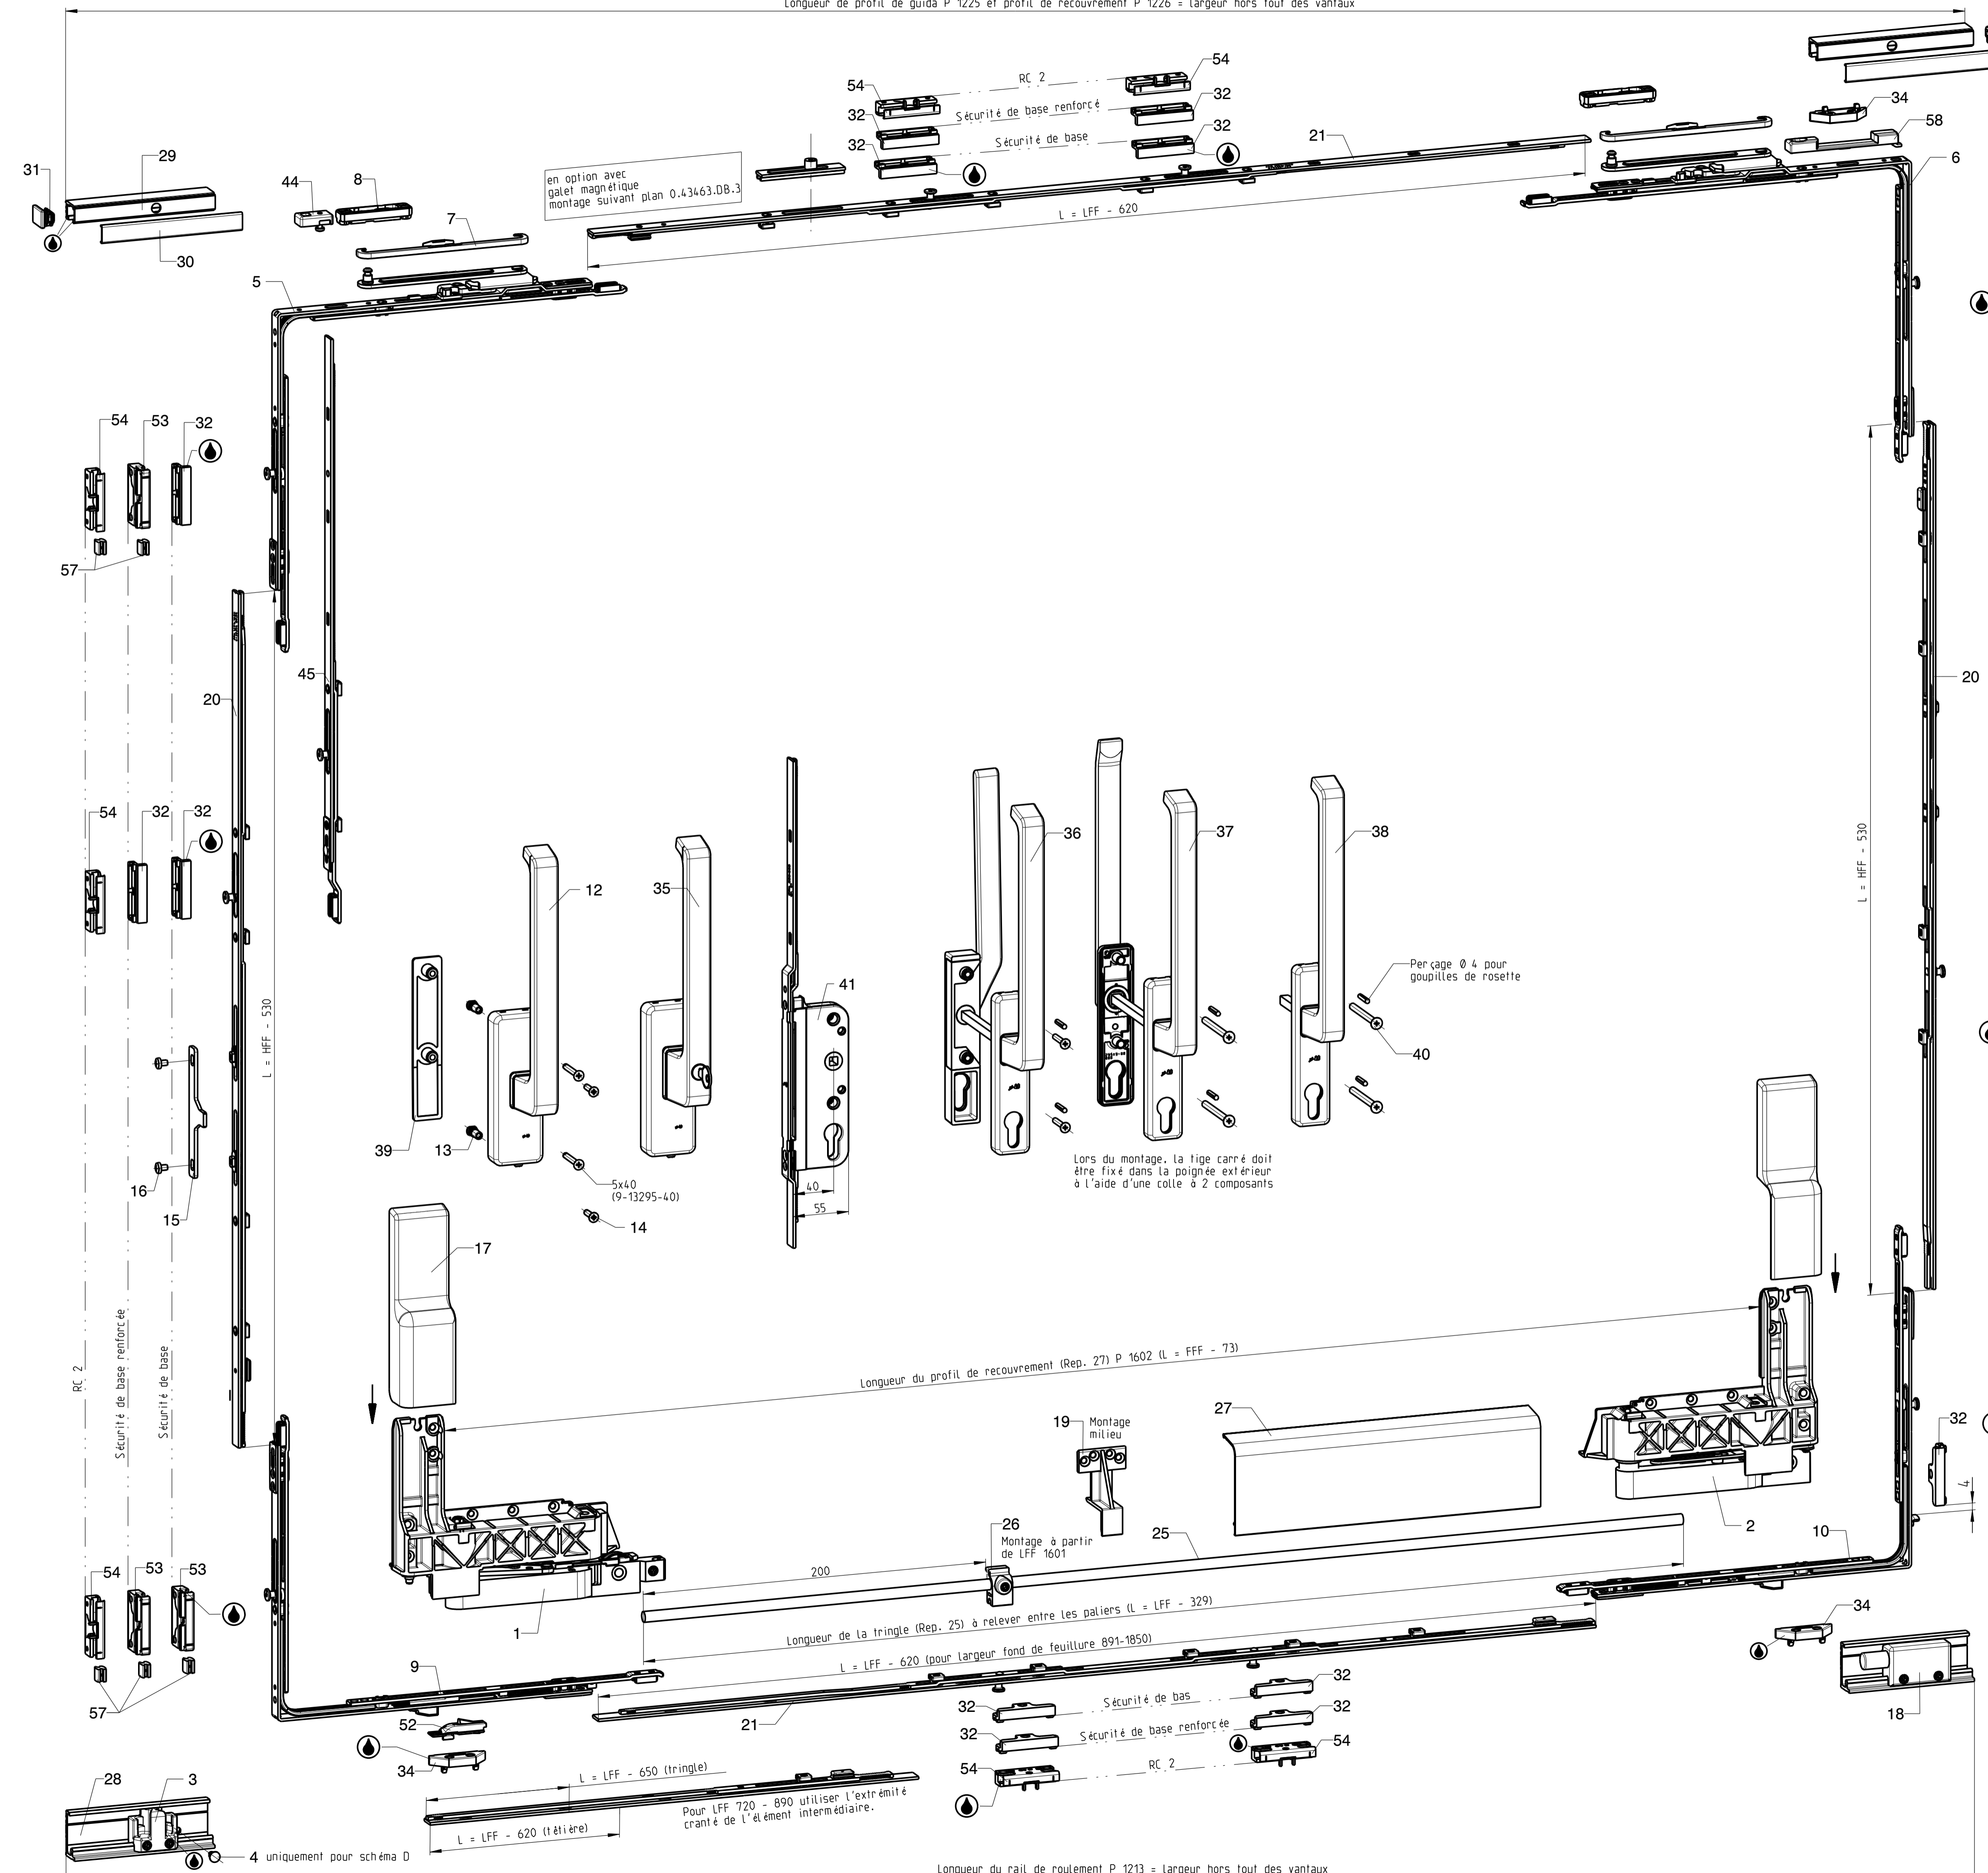 Longueur de profil de guida P 1225 et profil de recouvrement P 1226 = largeur hors tout des vantaux
54
RC 2
54
32
Sécurité de base renforcé
32
32
Sécurité de base
32
21
34
58
6
31
29
44
8
en option avec
galet magnétique
montage suivant plan 0.43463.DB.3
7
30
5
L = LFF - 620
54
53
32
57
45
20
20
L = HFF - 530
54
32
32
12
35
36
37
38
Perçage Ø 4 pour
goupilles de rosette
41
40
L = HFF - 530
39
13
16
15
5x40
(9-13295-40)
14
40
55
Lors du montage, la tige carré doit
être fixé dans la poignée extérieur
à l'aide d'une colle à 2 composants
17
RC 2
Sécurité de base renforcée
Sécurité de base
Longueur du profil de recouvrement (Rep. 27) P 1602 (L = FFF - 73)
19
Montage
milieu
27
32
4
26
Montage à partir
de LFF 1601
25
2
10
200
54
53
53
1
Longueur de la tringle (Rep. 25) à relever entre les paliers (L = LFF - 329)
L = LFF - 620 (pour largeur fond de feuillure 891-1850)
34
9
57
52
21
32
Sécurité de bas
32
32
Sécurité de base renforcée
32
18
34
54
RC 2
54
L = LFF - 650 (tringle)
28
3
Pour LFF 720 - 890 utiliser l'extrémité
cranté de l'élément intermédiaire.
L = LFF - 620 (têtière)
4 uniquement pour schéma D
Longueur du rail de roulement P 1213 = largeur hors tout des vantaux